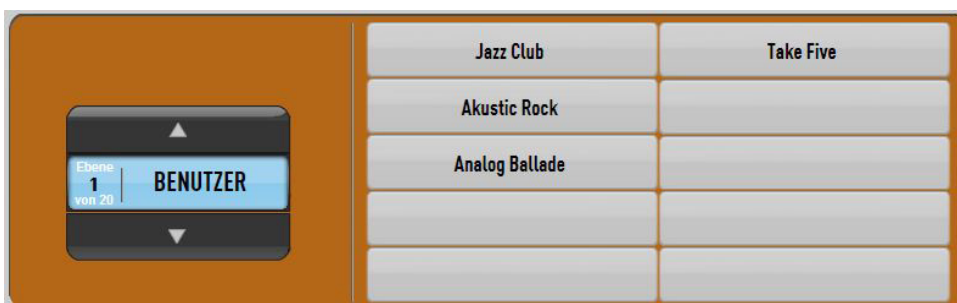 Jazz Club
Take Five
Akustic Rock
Analog Ballade
Ebene
1
von 20
BENUTZER